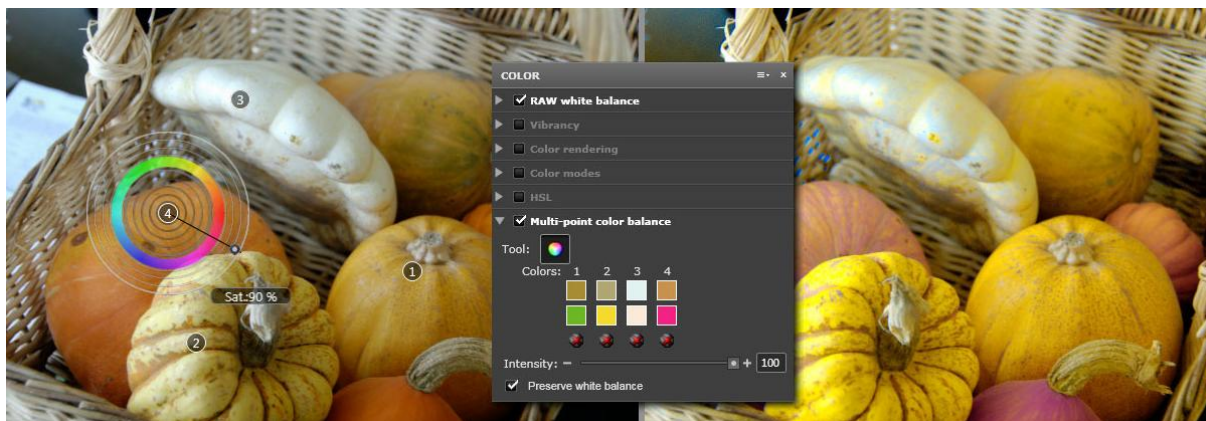 COLOR
RAW white balance
Vibrancy
Color rendering
Color modes
HSL
Multi-point color balance
Tool:
Colors: 1 2 3 4
Intensity: − + 100
Preserve white balance
3
4
Sat.:90 %
1
2